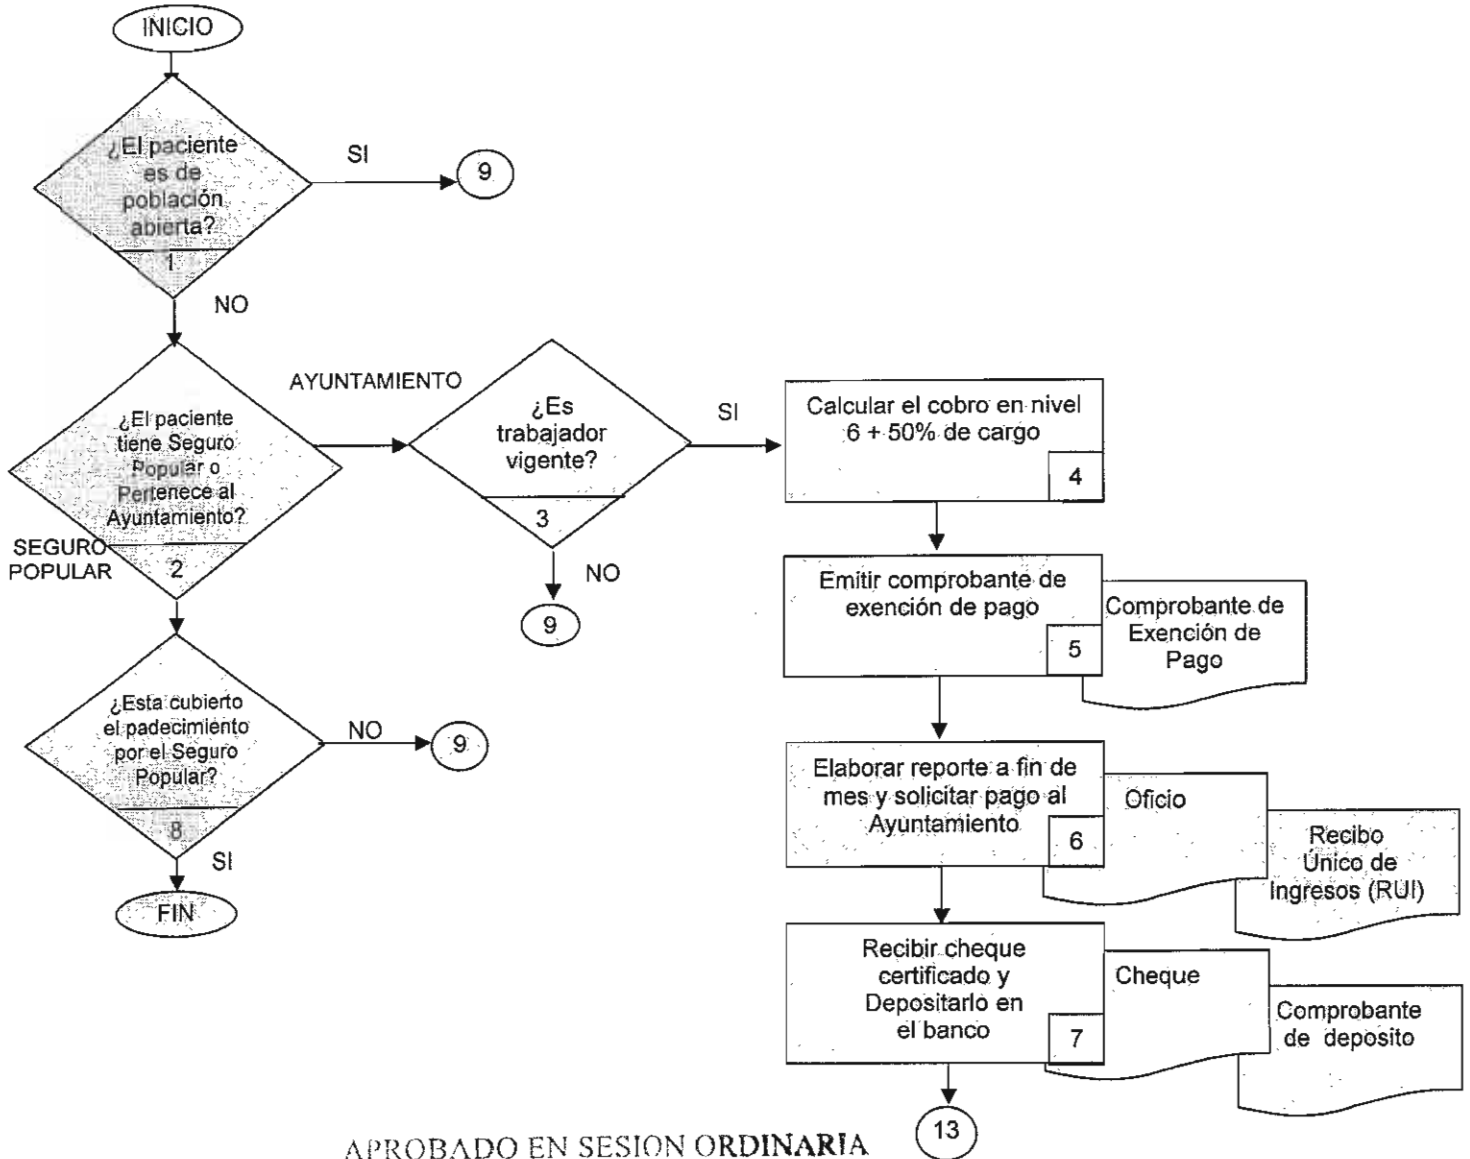 INICIO
¿El paciente
es de
población
abierta?
1
SI
9
NO
¿El paciente
tiene Seguro
Popular o
Pertenece al
Ayuntamiento?
2
AYUNTAMIENTO
SEGURO
POPULAR
¿Es
trabajador
vigente?
3
SI
NO
9
Calcular el cobro en nivel
6 + 50% de cargo
4
Emitir comprobante de
exención de pago
5
Comprobante de
Exención de
Pago
¿Esta cubierto
el padecimiento
por el Seguro
Popular?
8
NO
9
SI
FIN
Elaborar reporte a fin de
mes y solicitar pago al
Ayuntamiento
6
Oficio
Recibo
Único de
Ingresos (RUI)
Recibir cheque
certificado y
Depositarlo en
el banco
7
Cheque
Comprobante
de deposito
13
APROBADO EN SESION ORDINARIA